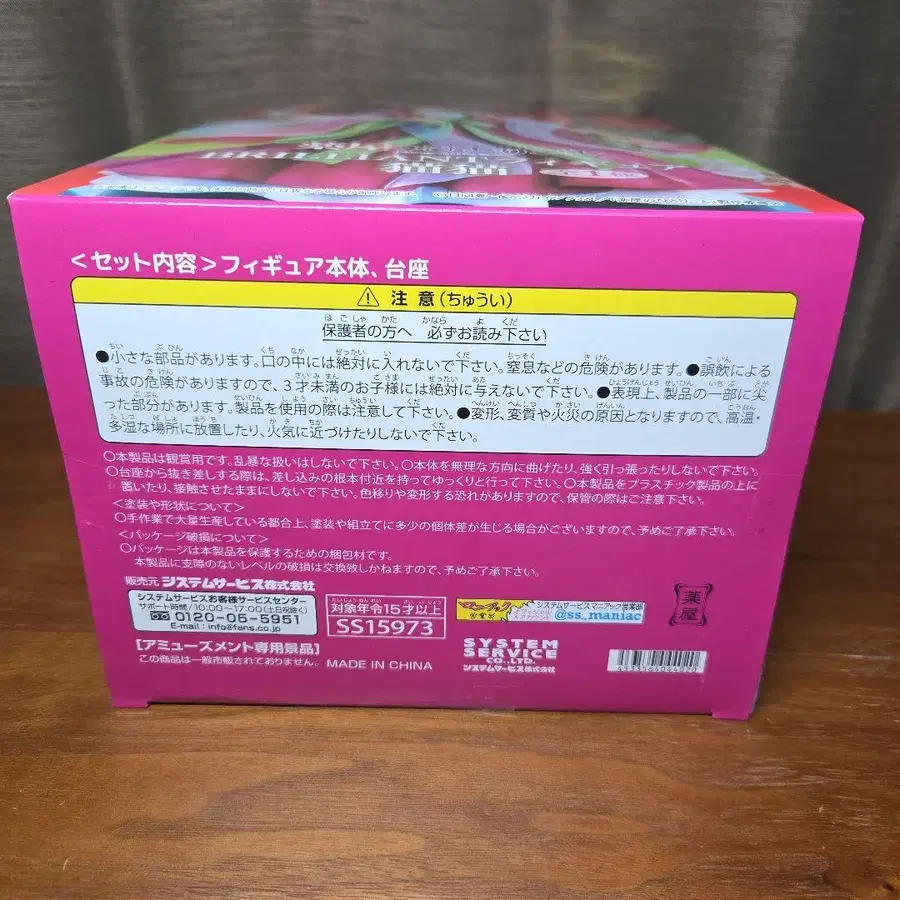 猫猫
<セット内容>フィギュア本体、台座
注意(ちゅうい)
保護者の方へ 必ずお読み下さい
●小さな部品があります。口の中には絶対に入れないで下さい。窒息などの危険があります。●誤飲による
事故の危険がありますので、3才未満のお子様には絶対に与えないで下さい。●表現上、製品の一部に尖
った部分があります。製品を使用の際は注意して下さい。●変形、変質や火災の原因となりますので、高温・
多湿な場所に放置したり、火気に近づけたりしないで下さい。
○本製品は観賞用です。乱暴な扱いはしないで下さい。○本体を無理な方向に曲げたり、強く引っ張ったりしないで下さい。
○台座から抜き差しする際は、差し込みの根本付近を持ってゆっくりと行って下さい。○本製品をプラスチック製品の上に
置いたり、接触させたままにしないで下さい。色移りや変形する恐れがありますので、保管の際はご注意下さい。
<塗装や形状について>
○手作業で大量生産している都合上、塗装や組立てに多少の個体差が生じる場合がございますので、予めご了承下さい。
<パッケージ破損について>
○パッケージは本製品を保護するための梱包材です。
本製品に支障のないレベルの破損は交換致しかねますので、予めご了承下さい。
販売元 システムサービス株式会社
システムサービスお客様サービスセンター
サポート時間/10:00〜17:00(土日祝除く)
0120-05-5951
E-mail : info@fans.co.jp
対象年令15才以上
SS15973
システムサービスマニアック営業部
@ss_maniac
薬屋
[アミューズメント専用景品]
この商品は一般市販されておりません。
MADE IN CHINA
SYSTEM
SERVICE
CO.,LTD.
システムサービス株式会社